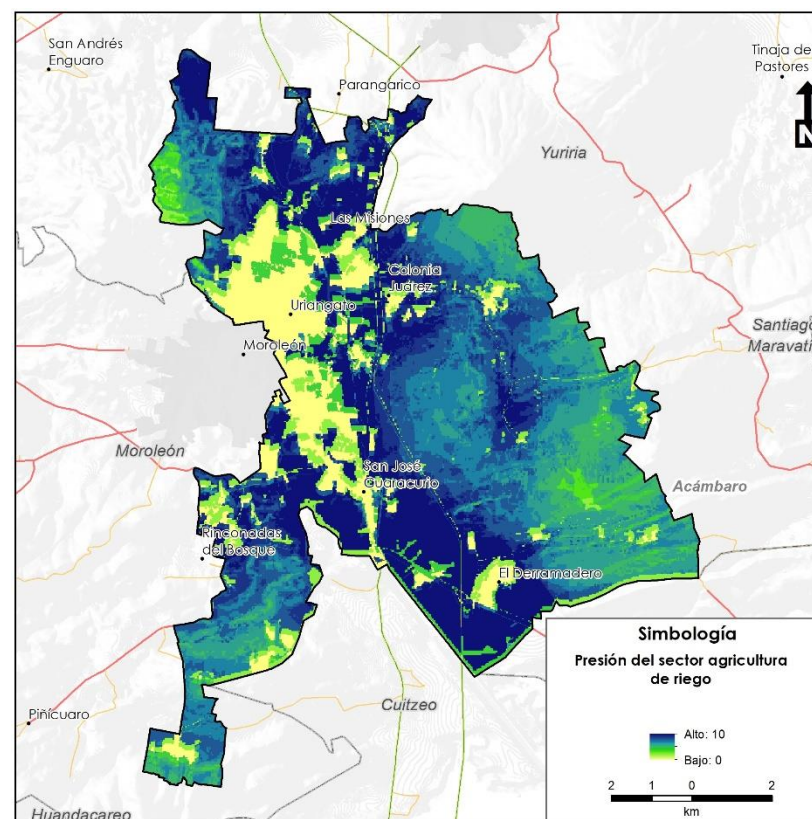 San Andrés
Enguaro
Parangarico
Tinaja de
Pastores
N
Yuriria
Las Misiones
Colonia
Juárez
Uriangato
Moroleón
Santiago
Maravatí
Moroleón
San José
Cuaracurio
Acámbaro
Rinconadas
del Bosque
El Derramadero
Simbología
Presión del sector agricultura
de riego
Alto: 10
Bajo: 0
2 1 0 2
km
Cuitzeo
Piñícuaro
Huandacareo